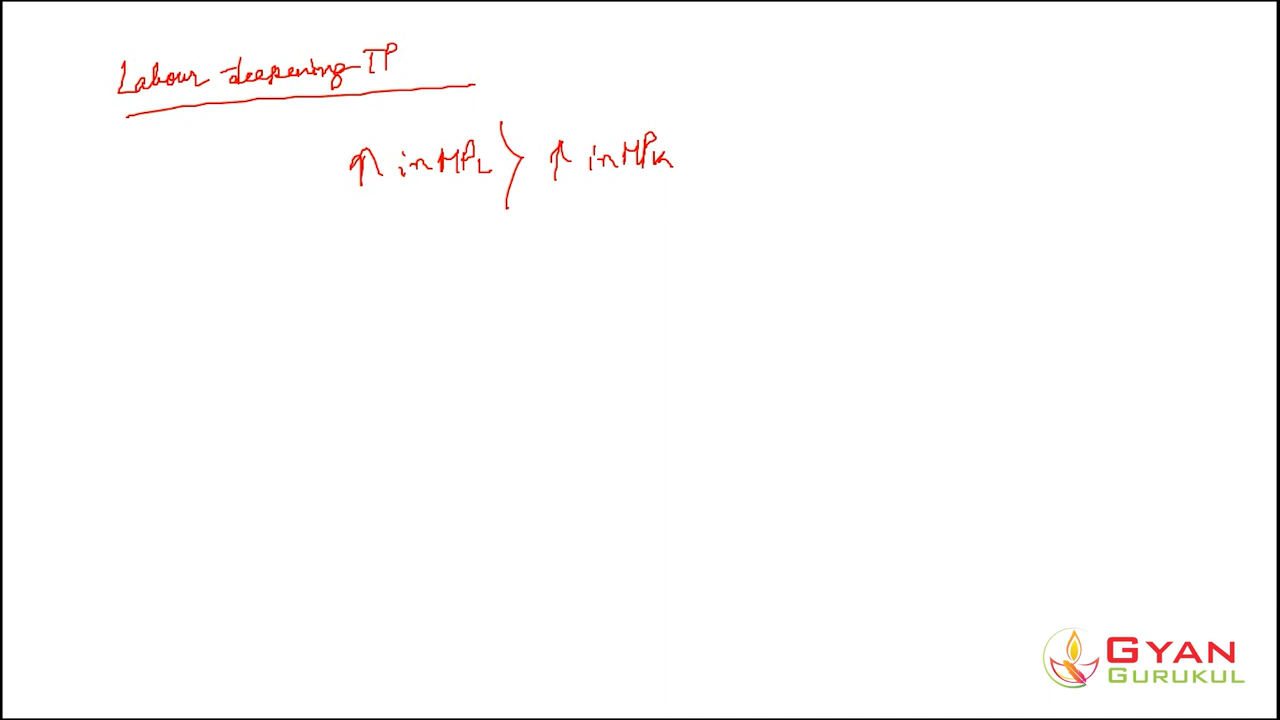 Labour deepening TP
↑ in MPL > ↑ in MPK
GYAN
GURUKUL